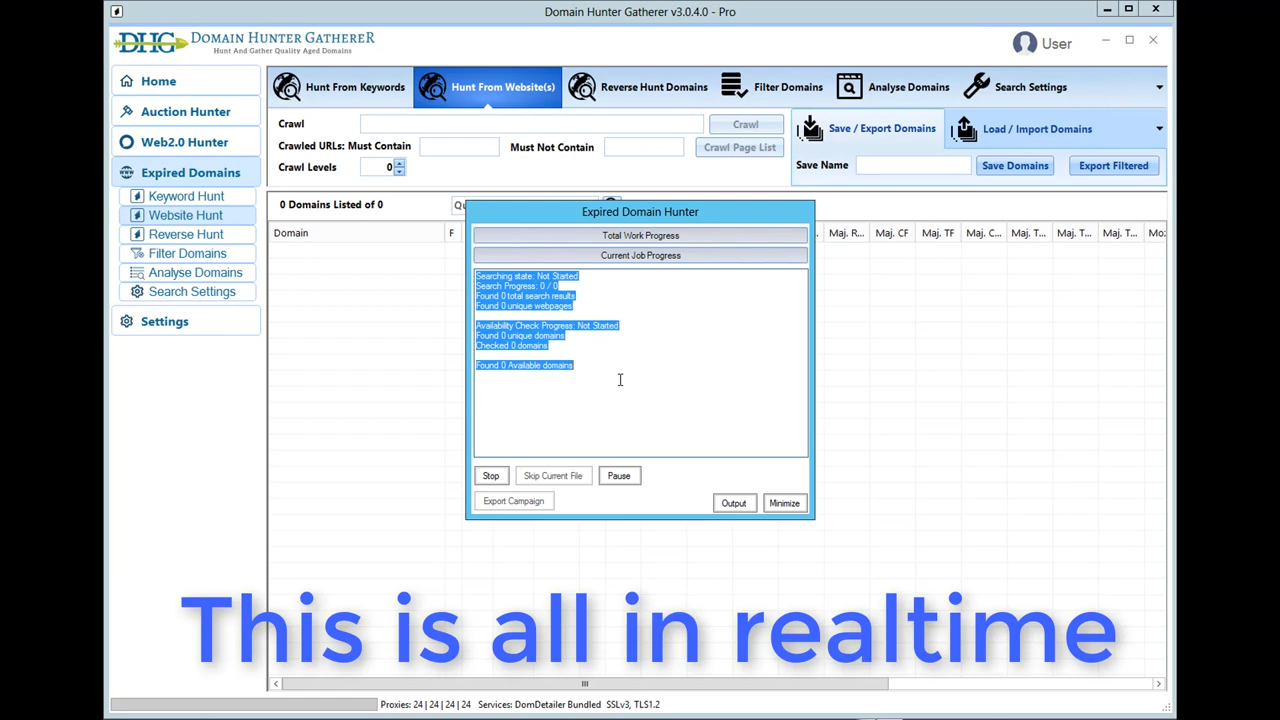 Domain Hunter Gatherer v3.0.4.0 - Pro
DHG DOMAIN HUNTER GATHERER
Hunt And Gather Quality Aged Domains
User
Home
Auction Hunter
Web2.0 Hunter
Expired Domains
Keyword Hunt
Website Hunt
Reverse Hunt
Filter Domains
Analyse Domains
Search Settings
Settings
Hunt From Keywords
Hunt From Website(s)
Reverse Hunt Domains
Filter Domains
Analyse Domains
Search Settings
Crawl
Crawl
Crawled URLs: Must Contain
Must Not Contain
Crawl Page List
Crawl Levels
0
Save / Export Domains
Load / Import Domains
Save Name
Save Domains
Export Filtered
0 Domains Listed of 0
Domain
F
Maj. R...
Maj. CF
Maj. TF
Maj. C...
Maj. T...
Maj. T...
Maj. T...
Expired Domain Hunter
Total Work Progress
Current Job Progress
Searching state: Not Started
Search Progress: 0 / 0
Found 0 total search results
Found 0 unique webpages
Availability Check Progress: Not Started
Found 0 unique domains
Checked 0 domains
Found 0 Available domains
Stop
Skip Current File
Pause
Export Campaign
Output
Minimize
This is all in realtime
Proxies: 24 | 24 | 24 | 24 Services: DomDetailer Bundled SSLv3, TLS1.2